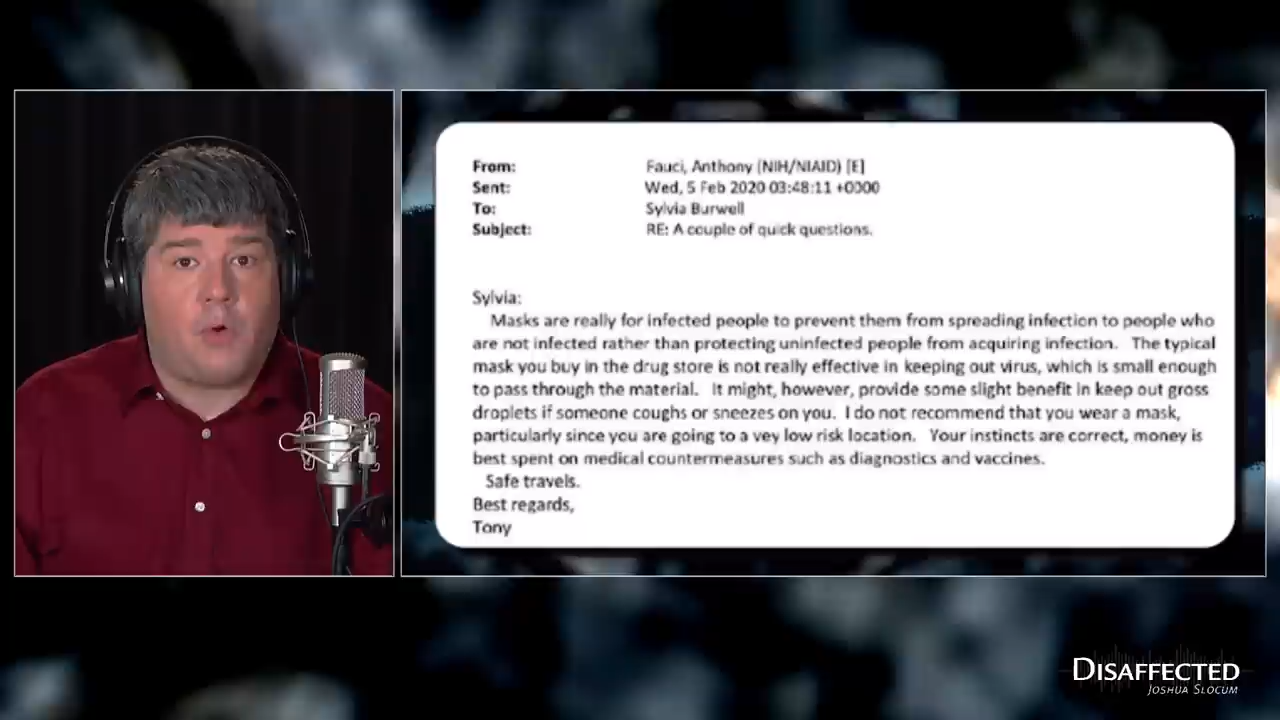 From: Fauci, Anthony (NIH/NIAID) [E]
Sent: Wed, 5 Feb 2020 03:48:11 +0000
To: Sylvia Burwell
Subject: RE: A couple of quick questions.
Sylvia:
Masks are really for infected people to prevent them from spreading infection to people who
are not infected rather than protecting uninfected people from acquiring infection. The typical
mask you buy in the drug store is not really effective in keeping out virus, which is small enough
to pass through the material. It might, however, provide some slight benefit in keep out gross
droplets if someone coughs or sneezes on you. I do not recommend that you wear a mask,
particularly since you are going to a vey low risk location. Your instincts are correct, money is
best spent on medical countermeasures such as diagnostics and vaccines.
Safe travels.
Best regards,
Tony
DISAFFECTED
JOSHUA SLOCUM